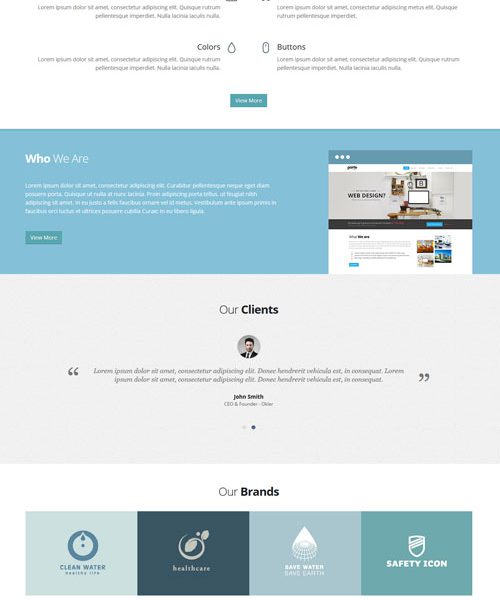 Lorem ipsum dolor sit amet, consectetur adipiscing elit
pellentesque imperdiet. Nulla lacinia iaculis nulla.
Lorem ipsum dolor sit amet, consectetur adipiscing metus elit. Quisque
pellentesque imperdiet. Nulla lacinia iaculis nulla.
Colors
Lorem ipsum dolor sit amet, consectetur adipiscing elit. Quisque
pellentesque imperdiet. Nulla lacinia iaculis nulla.
Buttons
Lorem ipsum dolor sit amet, consectetur adipiscing elit. Quisque
pellentesque imperdiet. Nulla lacinia iaculis nulla.
View More
Who We Are
Lorem ipsum dolor sit amet, consectetur adipiscing elit. Curabitur pellentesque neque eget diam
posuere porta. Quisque ut nulla at nunc lacinia. Proin adipiscing porta tellus, ut feugiat nibh
adipiscing sit amet. In eu justo a felis faucibus ornare vel id metus. Vestibulum ante ipsum primis in
faucibus orci luctus et ultrices posuere cubilia Curae; In eu libero ligula.
View More
porto
WEB DESIGN?
Who We are
Our Clients
“ Lorem ipsum dolor sit amet, consectetur adipiscing elit. Donec hendrerit vehicula est, in consequat. Lorem
ipsum dolor sit amet, consectetur adipiscing elit. Donec hendrerit vehicula est, in consequat. ”
John Smith
CEO & Founder - Okler
Our Brands
CLEAN WATER
healthy life
healthcare
SAVE WATER
SAVE EARTH
SAFETY ICON